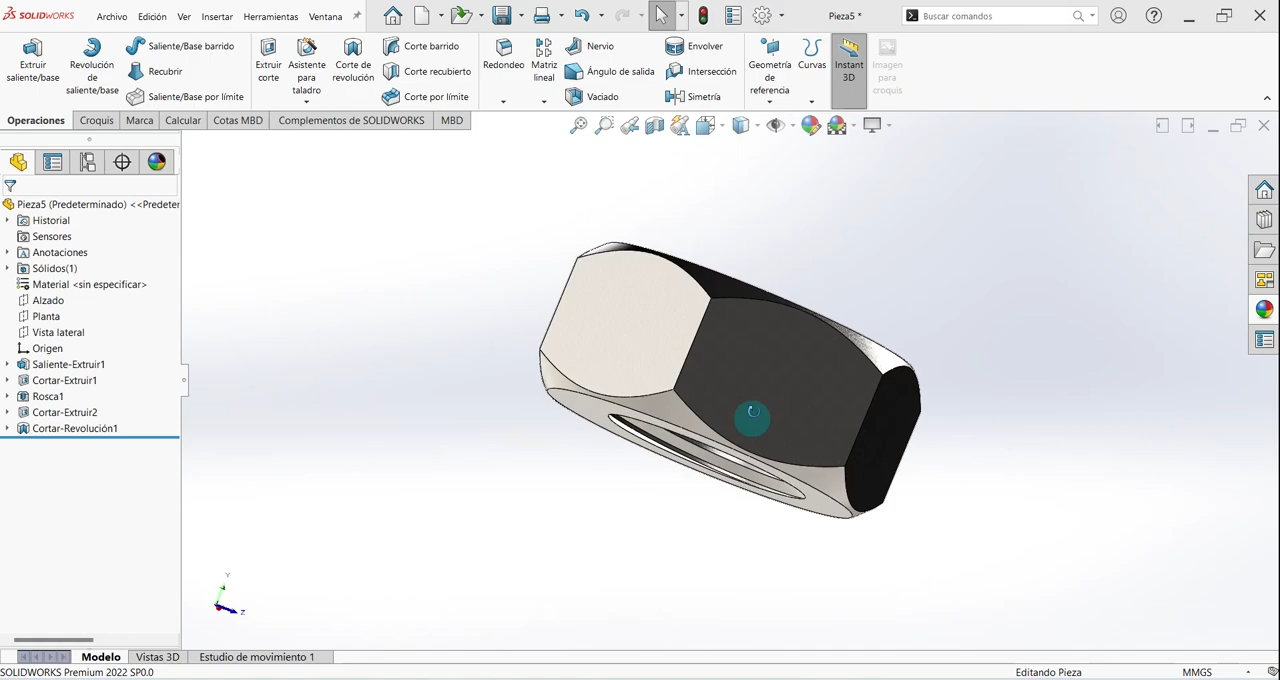 SOLIDWORKS
Archivo Edición Ver Insertar Herramientas Ventana
Pieza5 *
Buscar comandos
Extruir saliente/base
Revolución de saliente/base
Saliente/Base barrido
Recubrir
Saliente/Base por límite
Extruir corte
Asistente para taladro
Corte de revolución
Corte barrido
Corte recubierto
Corte por límite
Redondeo
Matriz lineal
Nervio
Ángulo de salida
Vaciado
Envolver
Intersección
Simetría
Geometría de referencia
Curvas
Instant 3D
Imagen para croquis
Operaciones Croquis Marca Calcular Cotas MBD Complementos de SOLIDWORKS MBD
Pieza5 (Predeterminado) <<Predeter
Historial
Sensores
Anotaciones
Sólidos(1)
Material <sin especificar>
Alzado
Planta
Vista lateral
Origen
Saliente-Extruir1
Cortar-Extruir1
Rosca1
Cortar-Extruir2
Cortar-Revolución1
Y
Z
Modelo Vistas 3D Estudio de movimiento 1
SOLIDWORKS Premium 2022 SP0.0
Editando Pieza
MMGS